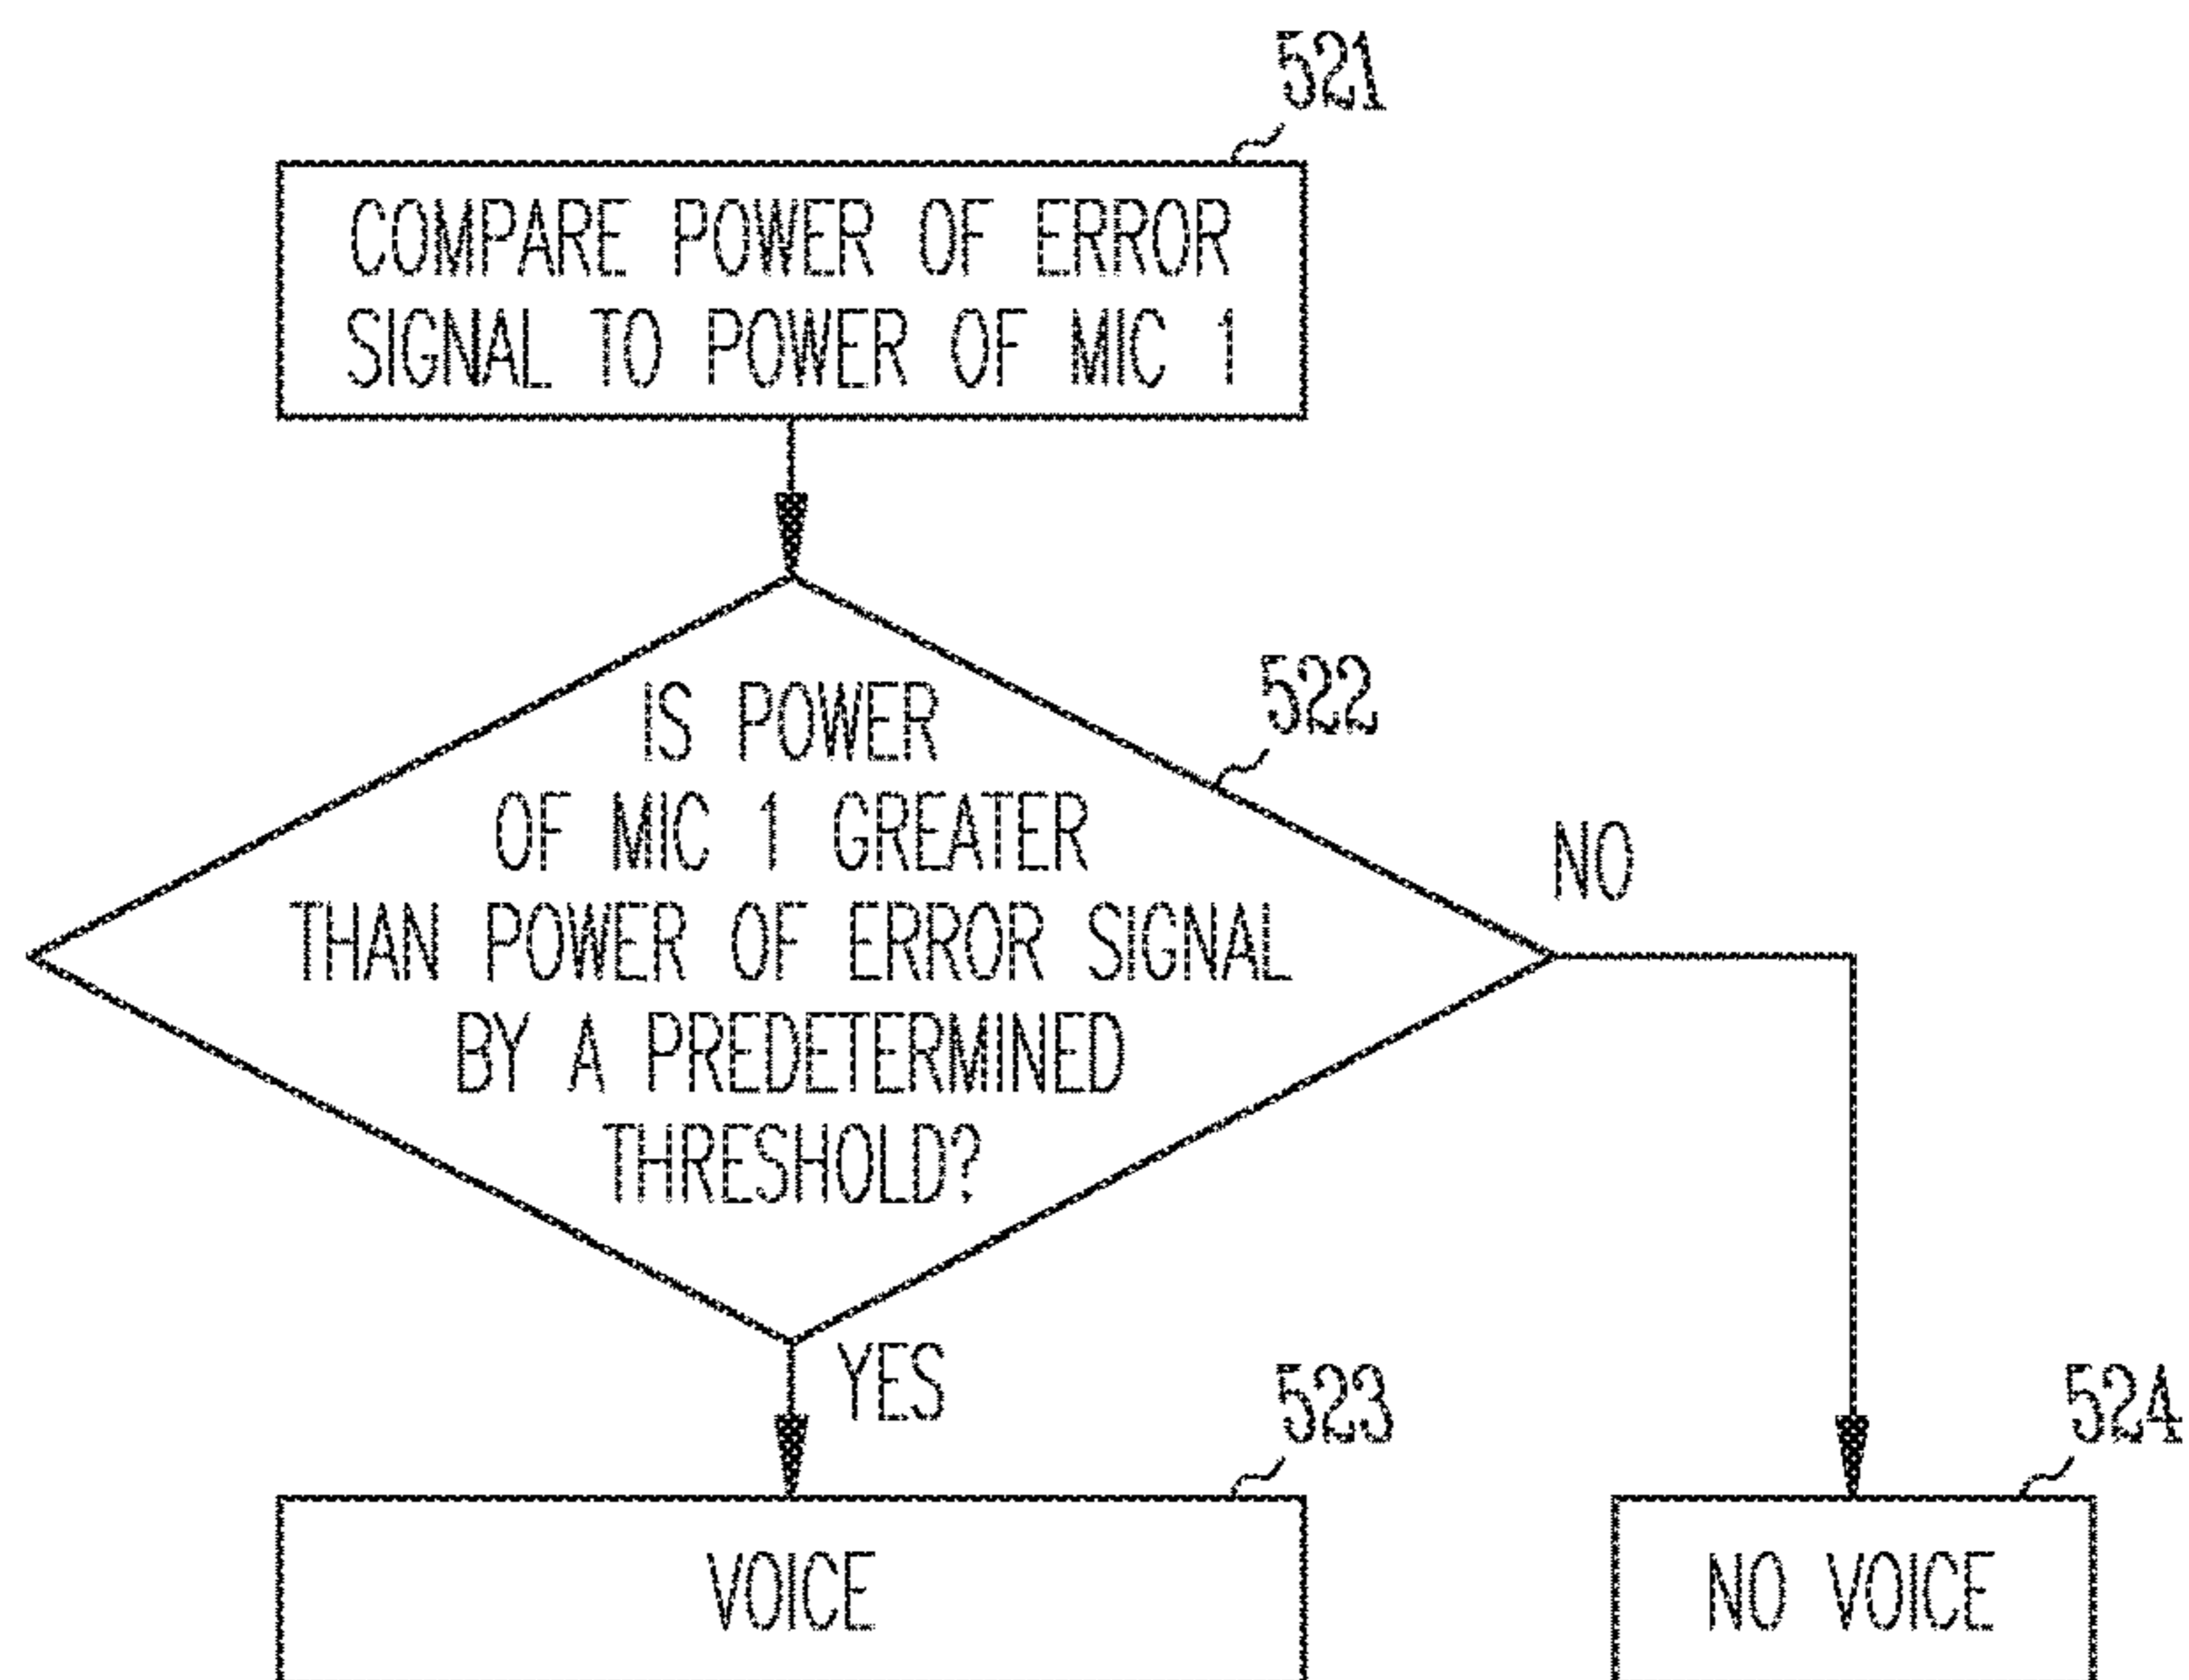 521
COMPARE POWER OF ERROR
SIGNAL TO POWER OF MIC 1
522
IS POWER
OF MIC 1 GREATER
THAN POWER OF ERROR SIGNAL
BY A PREDETERMINED
THRESHOLD?
NO
YES
523
VOICE
524
NO VOICE